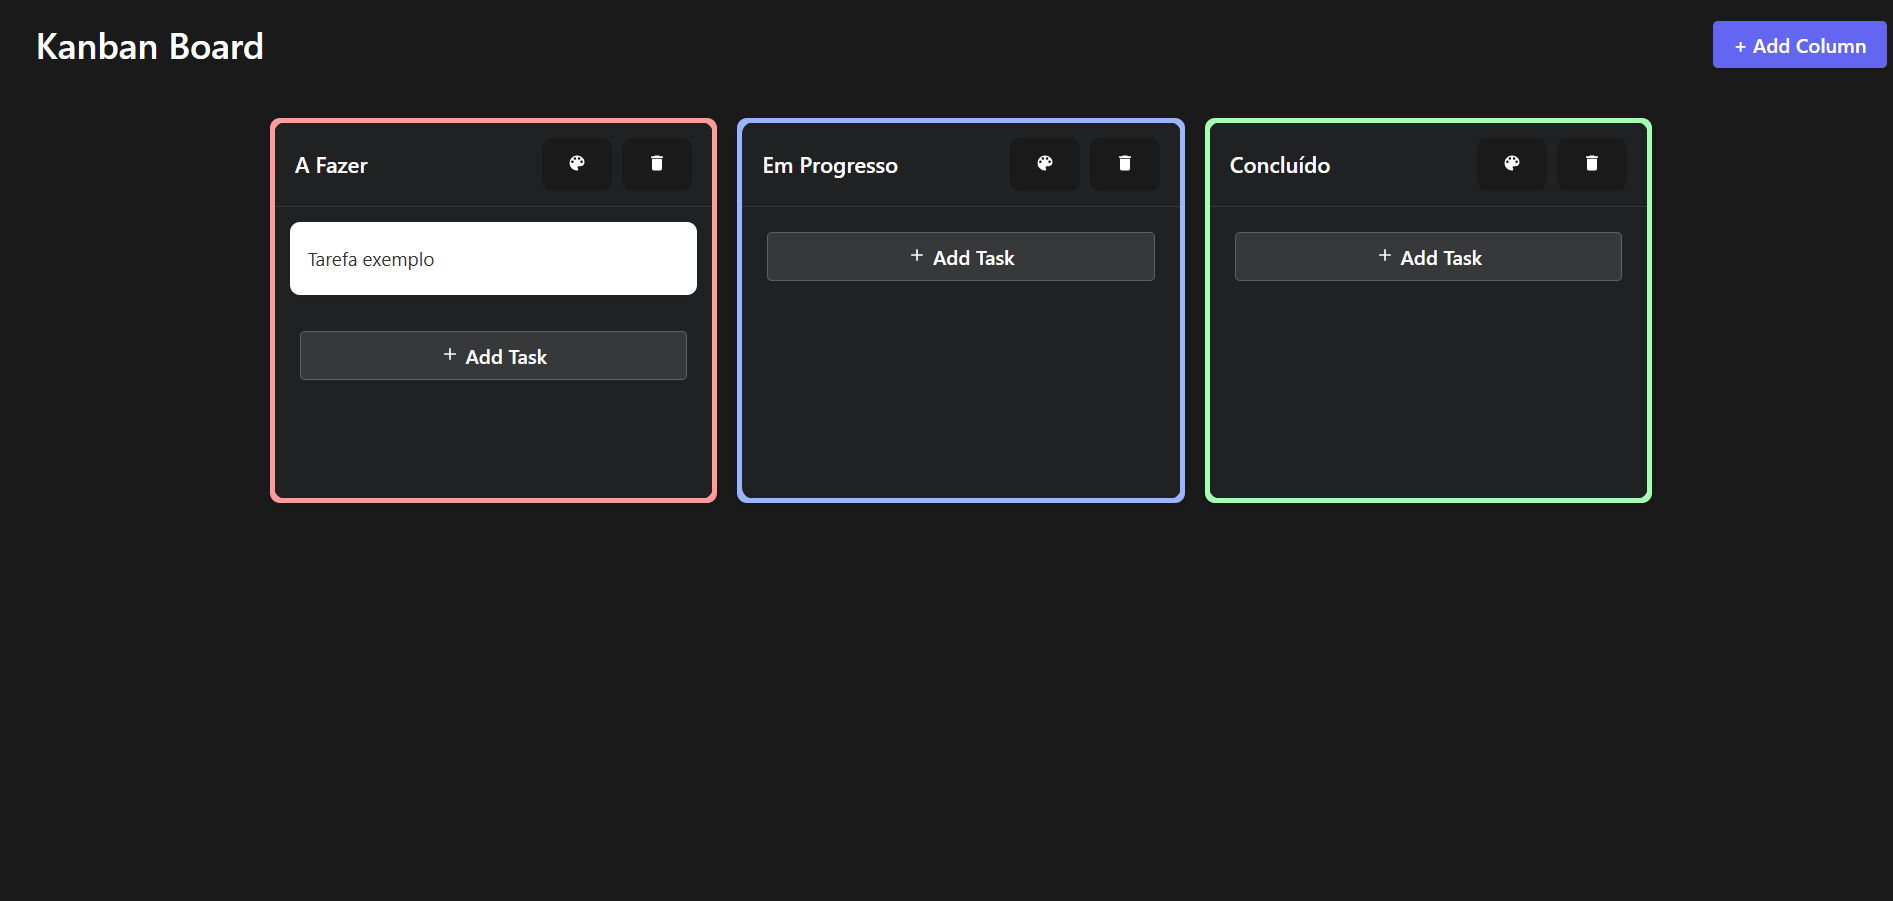 Kanban Board
+ Add Column
A Fazer
Tarefa exemplo
+ Add Task
Em Progresso
+ Add Task
Concluído
+ Add Task